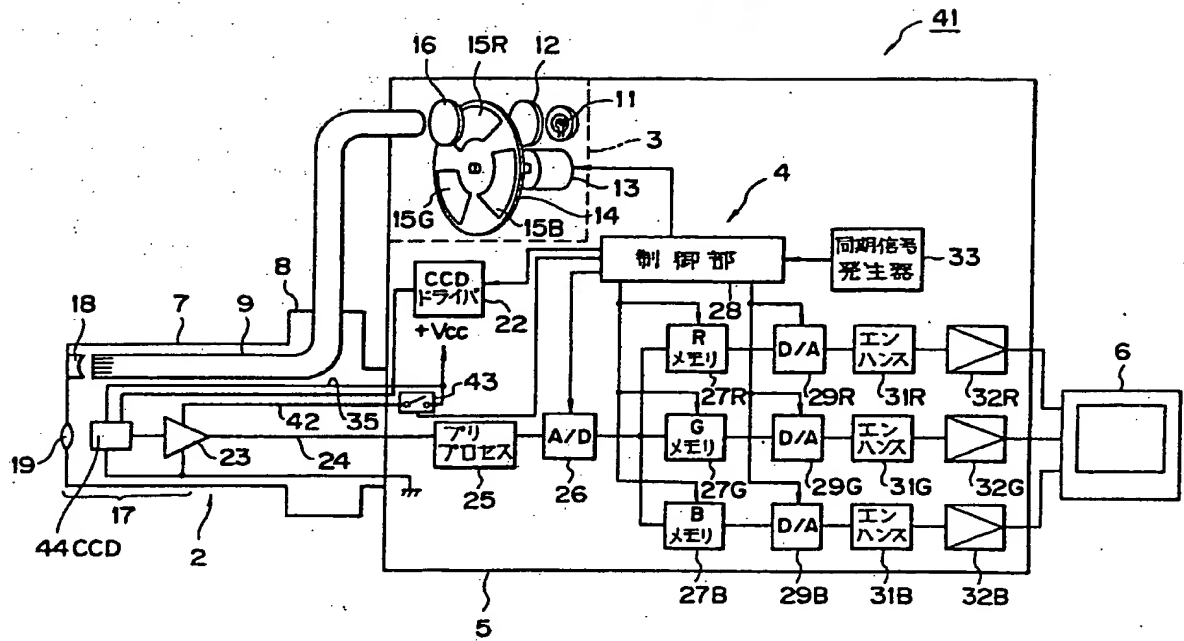 41
16
15R
12
11
3
13
14
15G
15B
4
制御部
28
同期信号
発生器
33
8
7
9
18
CCD
ドライバ
22
+Vcc
43
42
35
23
24
19
17
44CCD
2
プリ
プロセス
25
A/D
26
R
メモリ
27R
D/A
29R
エン
ハンス
31R
32R
6
G
メモリ
27G
D/A
29G
エン
ハンス
31G
32G
B
メモリ
27B
D/A
29B
エン
ハンス
31B
32B
5